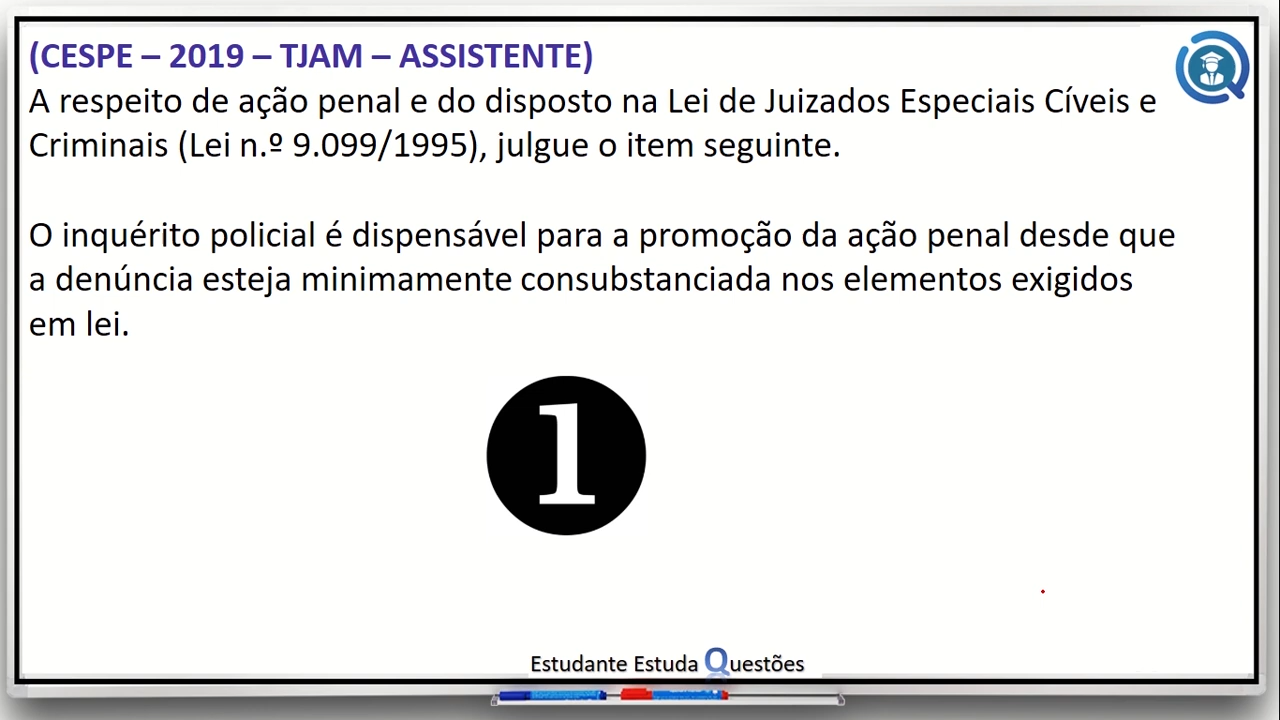 (CESPE – 2019 – TJAM – ASSISTENTE)
A respeito de ação penal e do disposto na Lei de Juizados Especiais Cíveis e
Criminais (Lei n.º 9.099/1995), julgue o item seguinte.
O inquérito policial é dispensável para a promoção da ação penal desde que
a denúncia esteja minimamente consubstanciada nos elementos exigidos
em lei.
1
Estudante Estuda Questões